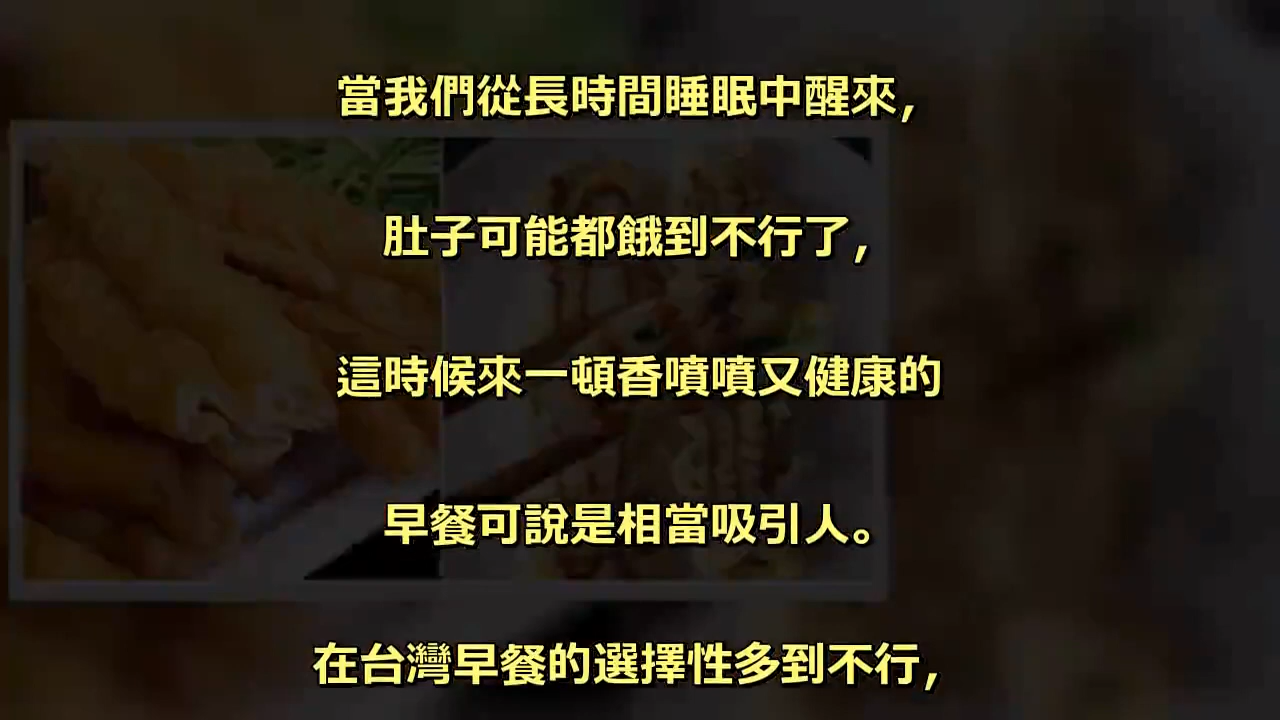 當我們從長時間睡眠中醒來，
肚子可能都餓到不行了，
這時候來一頓香噴噴又健康的
早餐可說是相當吸引人。
在台灣早餐的選擇性多到不行，